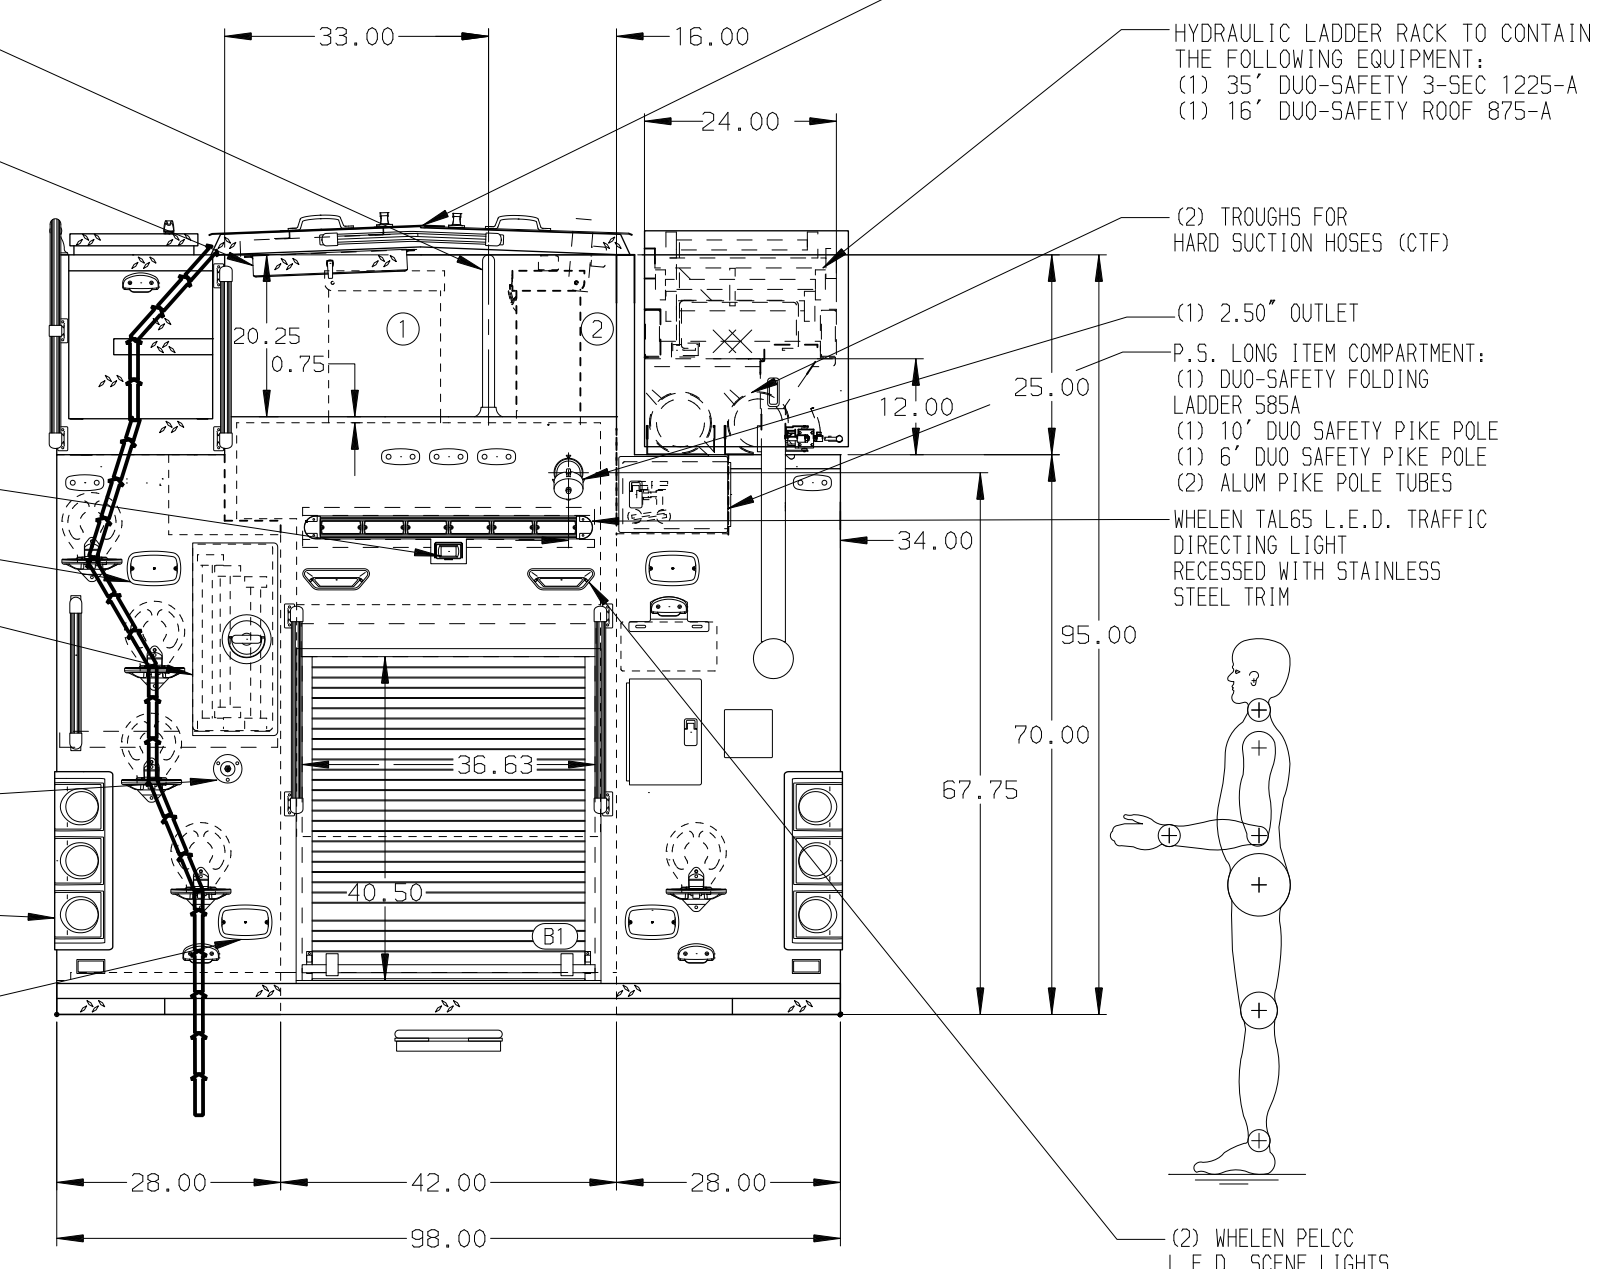 33.00
16.00
24.00
HYDRAULIC LADDER RACK TO CONTAIN
THE FOLLOWING EQUIPMENT:
(1) 35' DUO-SAFETY 3-SEC 1225-A
(1) 16' DUO-SAFETY ROOF 875-A
(2) TROUGHS FOR
HARD SUCTION HOSES (CTF)
(1) 2.50" OUTLET
P.S. LONG ITEM COMPARTMENT:
(1) DUO-SAFETY FOLDING
LADDER 585A
(1) 10' DUO SAFETY PIKE POLE
(1) 6' DUO SAFETY PIKE POLE
(2) ALUM PIKE POLE TUBES
WHELEN TAL65 L.E.D. TRAFFIC
DIRECTING LIGHT
RECESSED WITH STAINLESS
STEEL TRIM
20.25
0.75
1
2
12.00
25.00
34.00
95.00
70.00
67.75
36.63
40.50
B1
28.00
42.00
28.00
98.00
(2) WHELEN PELCC
L.E.D. SCENE LIGHTS